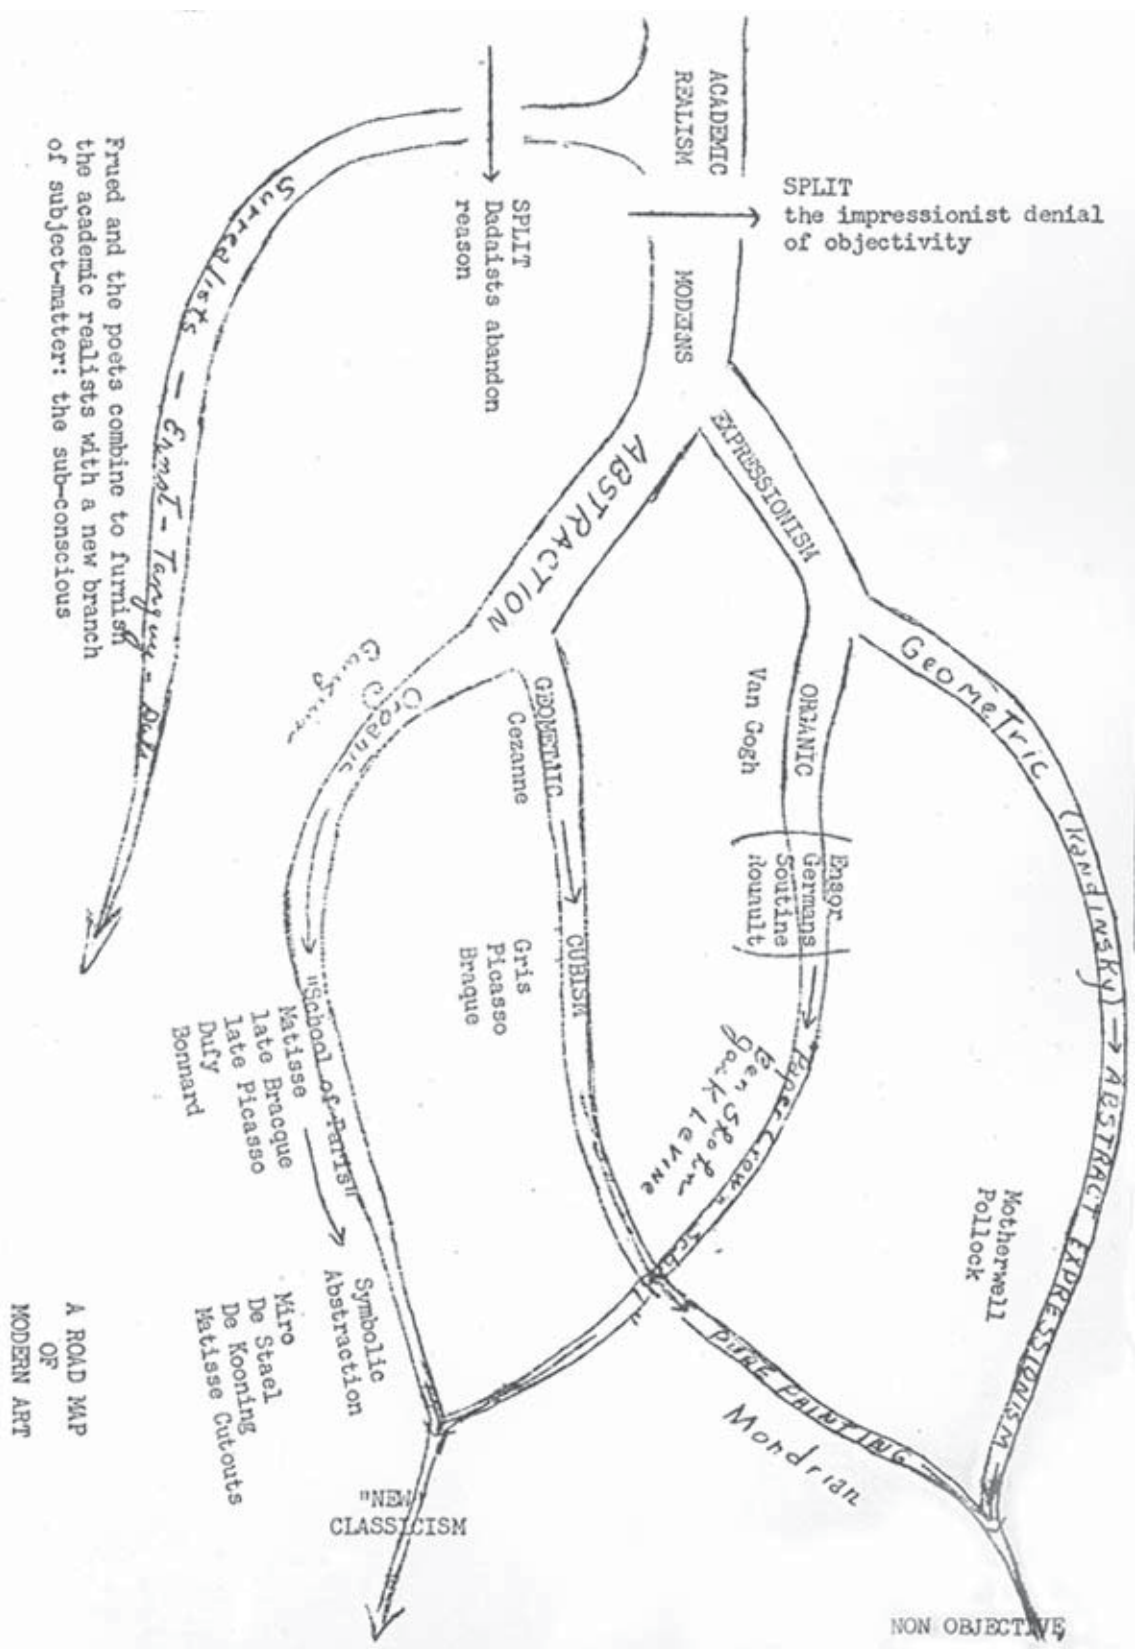 ACADEMIC
REALISM
SPLIT
the impressionist denial
of objectivity
SPLIT
Dadaists abandon
reason
MODERNS
Surrealists — Ernst - Tanguy - Dali
Frued and the poets combine to furnish
the academic realists with a new branch
of subject-matter: the sub-conscious
EXPRESSIONISM
ABSTRACTION
GeomeTric (KandINSky) → ABSTRACT EXPRESSIONISM
Motherwell
Pollock
ORGANIC
Van Gogh
Ensor
Germans
Soutine
Rouault
Ben Shahn
Jack Levine
GEOMETRIC
Cezanne
CUBISM
Gris
Picasso
Braque
PURE PAINTING
Mondrian
Gauguin
Organic
"School of Paris"
Matisse
late Bracque
late Picasso
Dufy
Bonnard
Symbolic
Abstraction
Miro
De Stael
De Kooning
Matisse Cutouts
"NEW
CLASSICISM
NON OBJECTIVE
A ROAD MAP
OF
MODERN ART